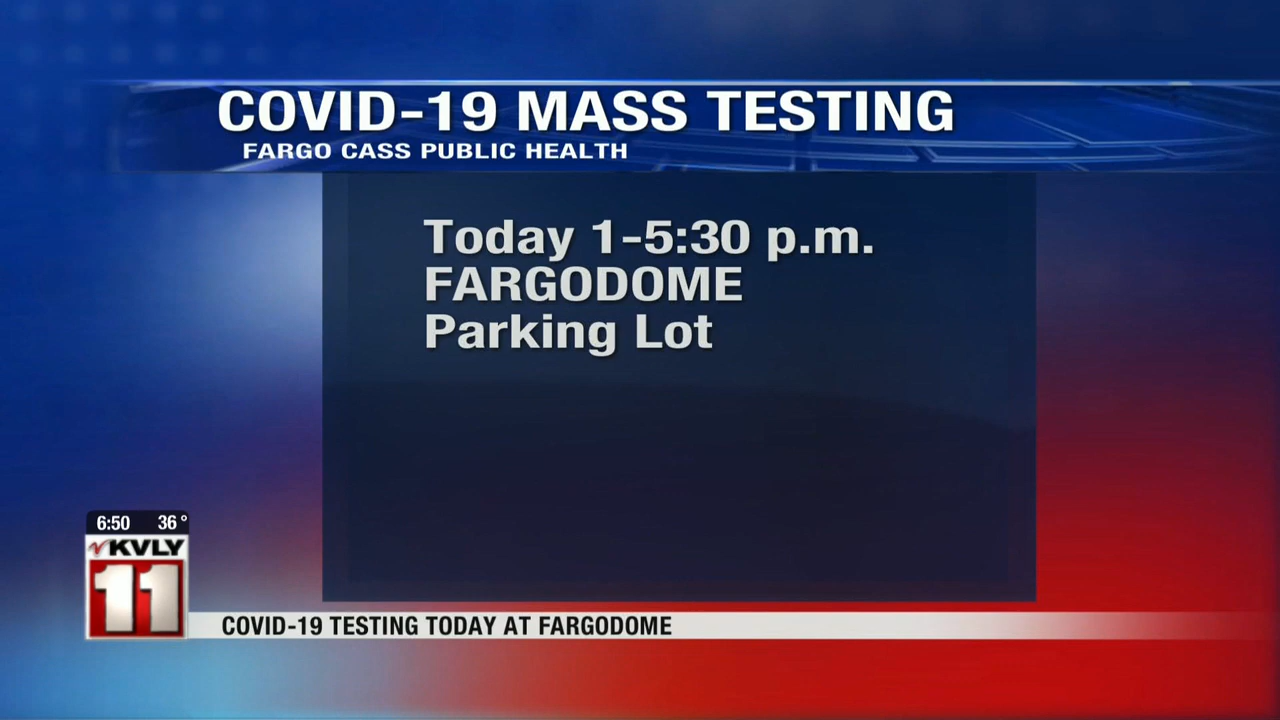 COVID-19 MASS TESTING
FARGO CASS PUBLIC HEALTH
Today 1-5:30 p.m.
FARGODOME
Parking Lot
6:50 36°
KVLY
11
COVID-19 TESTING TODAY AT FARGODOME